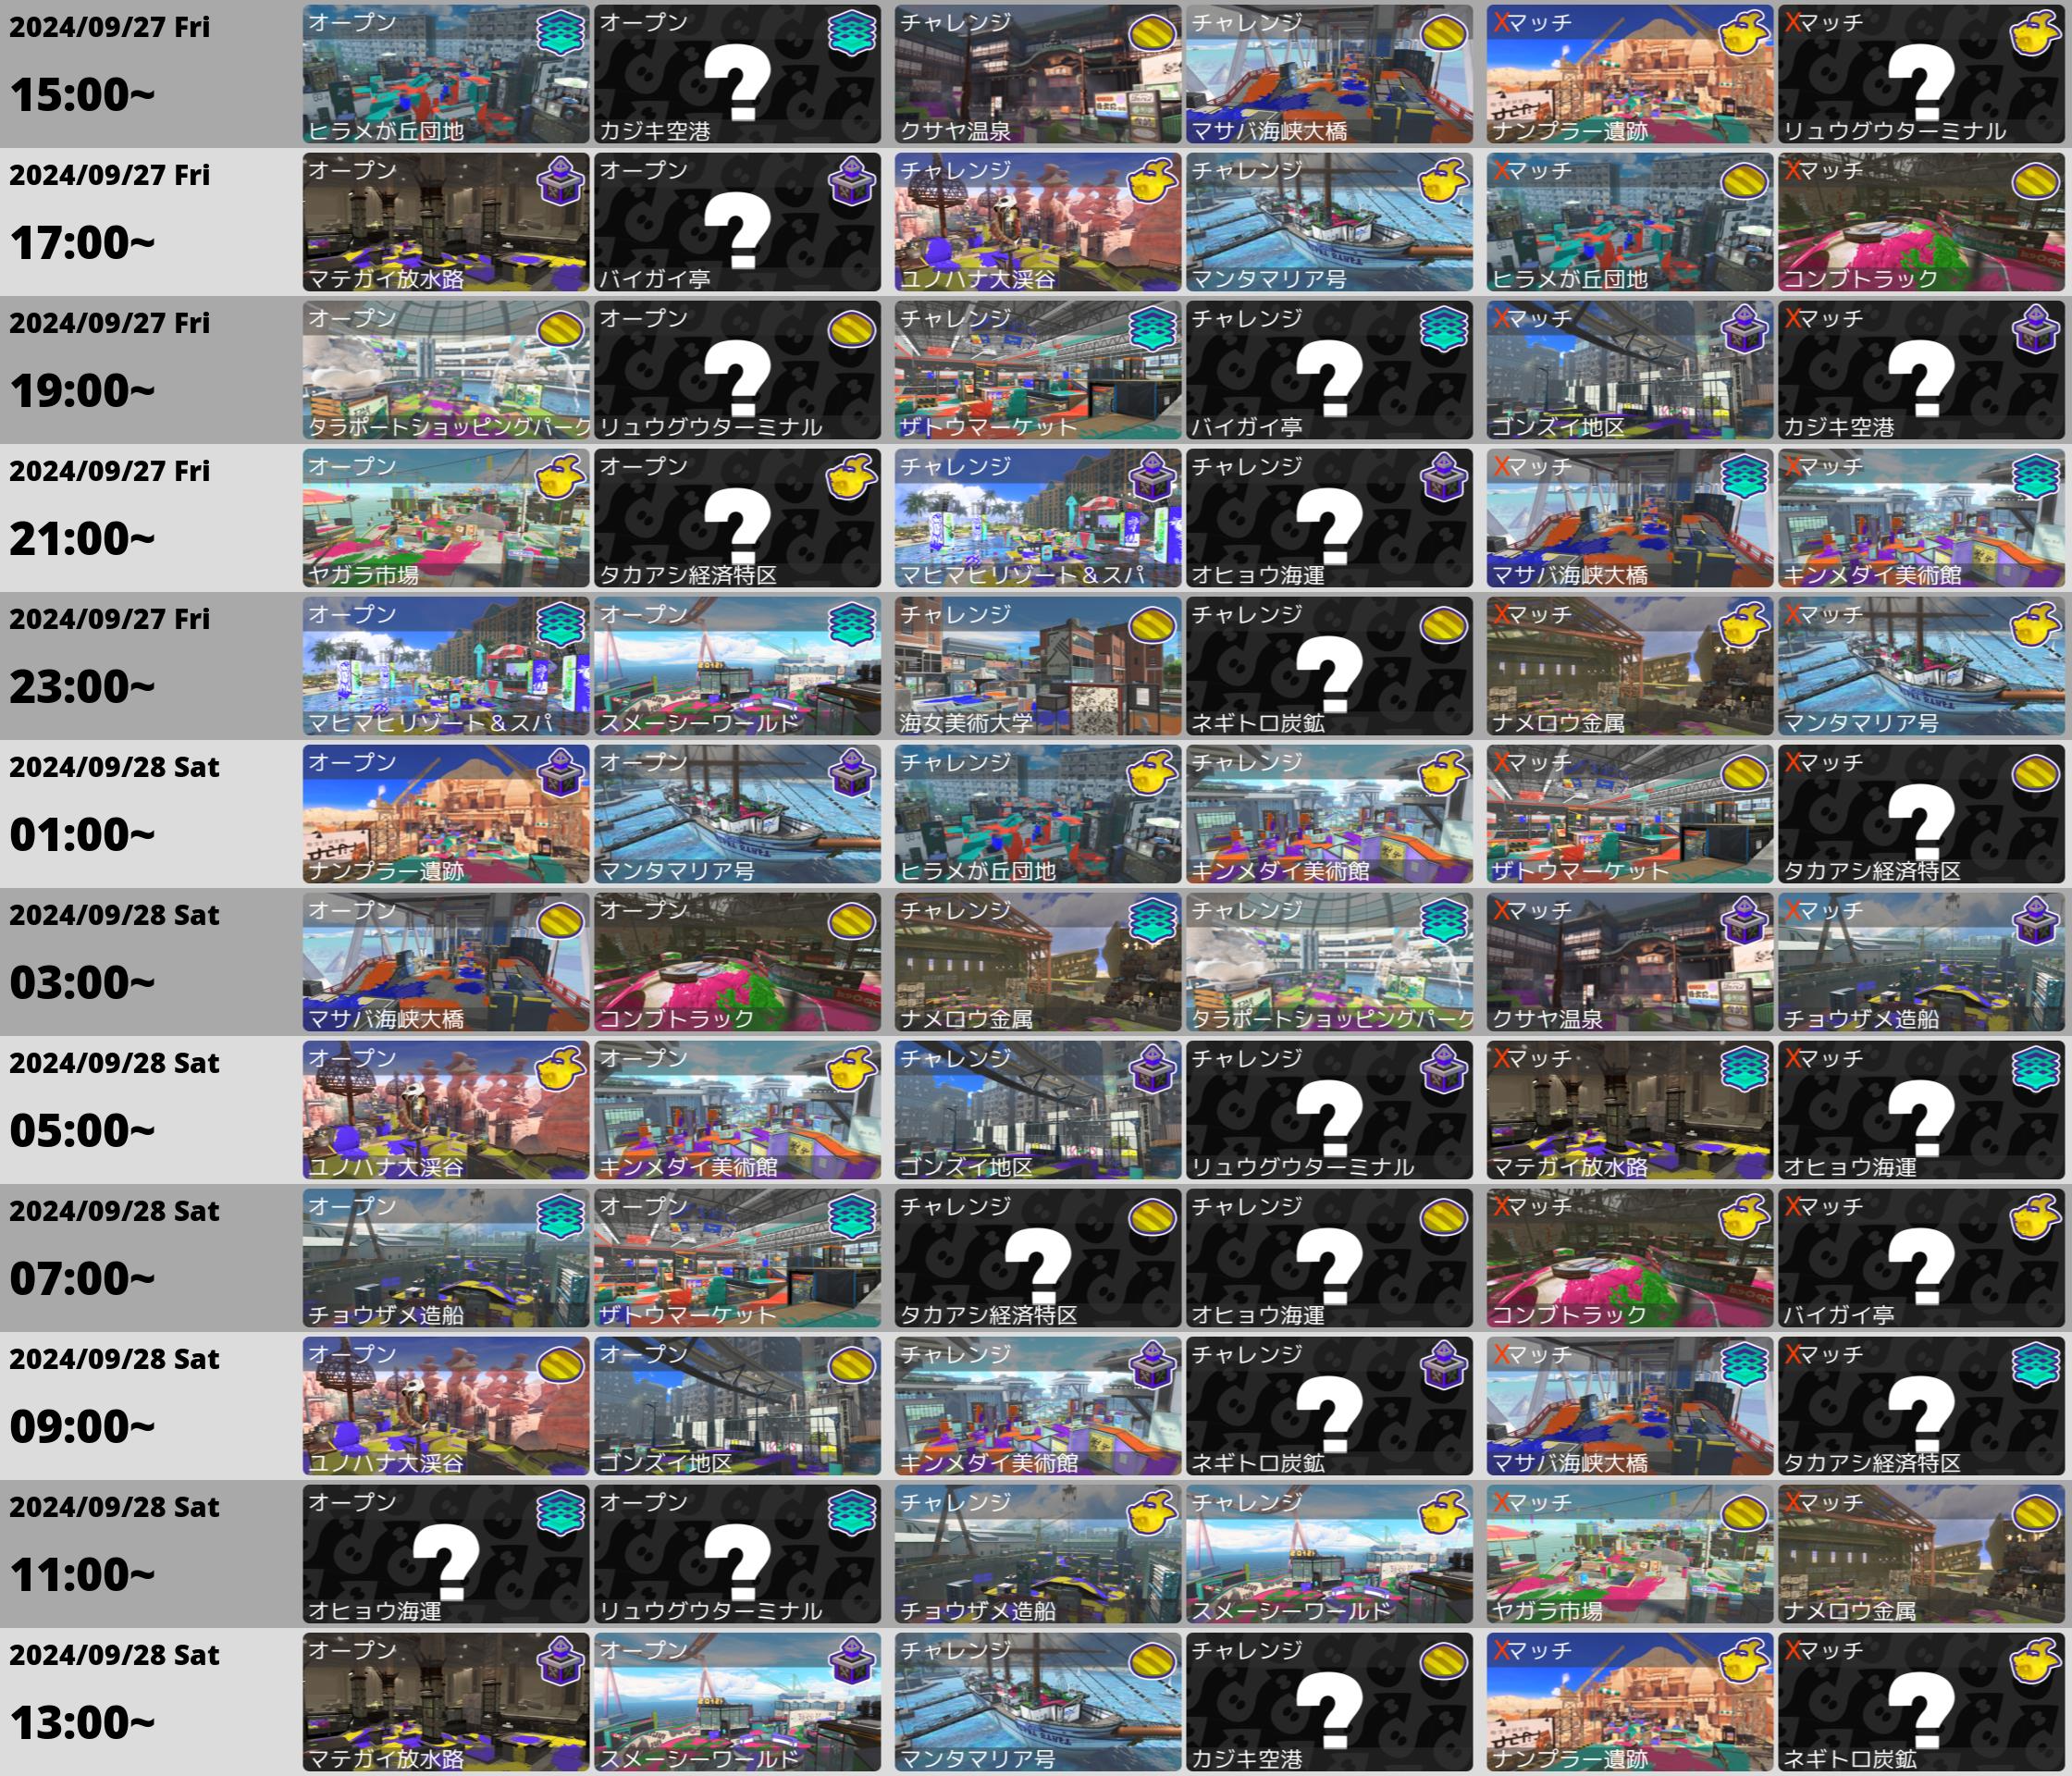 2024/09/27 Fri
15:00~
オープン
ヒラメが丘団地
オープン
カジキ空港
チャレンジ
クサヤ温泉
チャレンジ
マサバ海峡大橋
Xマッチ
ナンプラー遺跡
Xマッチ
リュウグウターミナル
2024/09/27 Fri
17:00~
オープン
マテガイ放水路
オープン
バイガイ亭
チャレンジ
ユノハナ大渓谷
チャレンジ
マンタマリア号
Xマッチ
ヒラメが丘団地
Xマッチ
コンブトラック
2024/09/27 Fri
19:00~
オープン
タラポートショッピングパーク
オープン
リュウグウターミナル
チャレンジ
ザトウマーケット
チャレンジ
バイガイ亭
Xマッチ
ゴンズイ地区
Xマッチ
カジキ空港
2024/09/27 Fri
21:00~
オープン
ヤガラ市場
オープン
タカアシ経済特区
チャレンジ
マヒマヒリゾート＆スパ
チャレンジ
オヒョウ海運
Xマッチ
マサバ海峡大橋
Xマッチ
キンメダイ美術館
2024/09/27 Fri
23:00~
オープン
マヒマヒリゾート＆スパ
オープン
スメーシーワールド
チャレンジ
海女美術大学
チャレンジ
ネギトロ炭鉱
Xマッチ
ナメロウ金属
Xマッチ
マンタマリア号
2024/09/28 Sat
01:00~
オープン
ナンプラー遺跡
オープン
マンタマリア号
チャレンジ
ヒラメが丘団地
チャレンジ
キンメダイ美術館
Xマッチ
ザトウマーケット
Xマッチ
タカアシ経済特区
2024/09/28 Sat
03:00~
オープン
マサバ海峡大橋
オープン
コンブトラック
チャレンジ
ナメロウ金属
チャレンジ
タラポートショッピングパーク
Xマッチ
クサヤ温泉
Xマッチ
チョウザメ造船
2024/09/28 Sat
05:00~
オープン
ユノハナ大渓谷
オープン
キンメダイ美術館
チャレンジ
ゴンズイ地区
チャレンジ
リュウグウターミナル
Xマッチ
マテガイ放水路
Xマッチ
オヒョウ海運
2024/09/28 Sat
07:00~
オープン
チョウザメ造船
オープン
ザトウマーケット
チャレンジ
タカアシ経済特区
チャレンジ
オヒョウ海運
Xマッチ
コンブトラック
Xマッチ
バイガイ亭
2024/09/28 Sat
09:00~
オープン
ユノハナ大渓谷
オープン
ゴンズイ地区
チャレンジ
キンメダイ美術館
チャレンジ
ネギトロ炭鉱
Xマッチ
マサバ海峡大橋
Xマッチ
タカアシ経済特区
2024/09/28 Sat
11:00~
オープン
オヒョウ海運
オープン
リュウグウターミナル
チャレンジ
チョウザメ造船
チャレンジ
スメーシーワールド
Xマッチ
ヤガラ市場
Xマッチ
ナメロウ金属
2024/09/28 Sat
13:00~
オープン
マテガイ放水路
オープン
スメーシーワールド
チャレンジ
マンタマリア号
チャレンジ
カジキ空港
Xマッチ
ナンプラー遺跡
Xマッチ
ネギトロ炭鉱